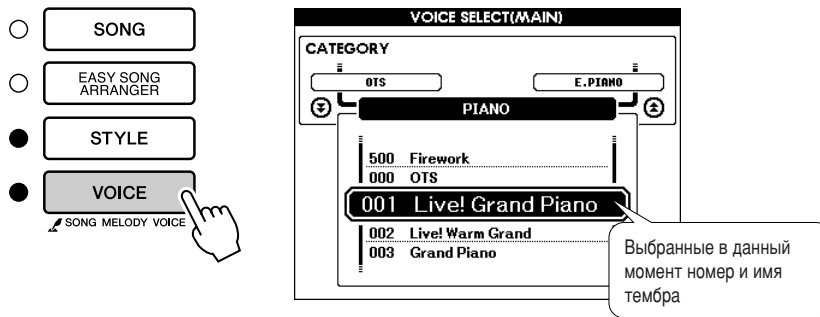 SONG
EASY SONG
ARRANGER
STYLE
VOICE
SONG MELODY VOICE
VOICE SELECT(MAIN)
CATEGORY
OTS
E.PIANO
PIANO
500 Firework
000 OTS
001 Live! Grand Piano
002 Live! Warm Grand
003 Grand Piano
Выбранные в данный
момент номер и имя
тембра